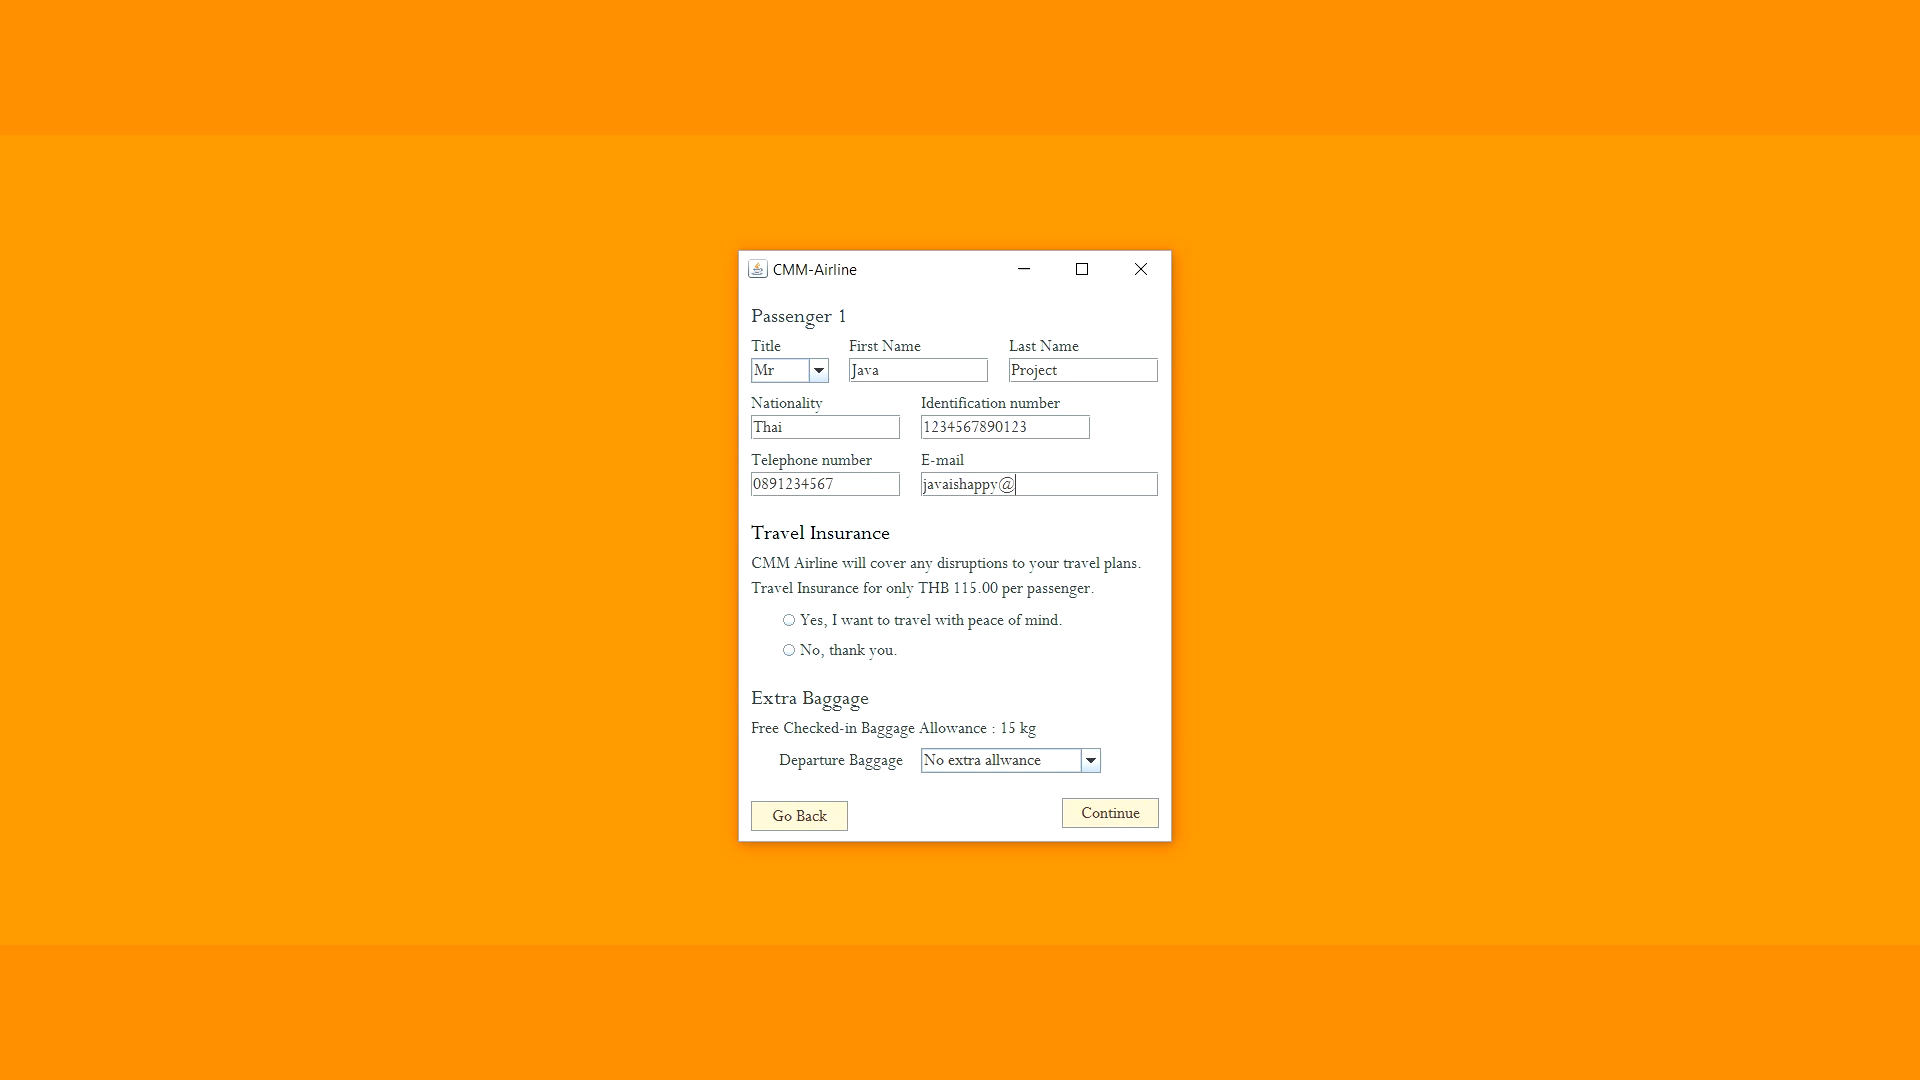 CMM-Airline
Passenger 1
Title First Name Last Name
Mr Java Project
Nationality Identification number
Thai 1234567890123
Telephone number E-mail
0891234567 javaishappy@
Travel Insurance
CMM Airline will cover any disruptions to your travel plans.
Travel Insurance for only THB 115.00 per passenger.
Yes, I want to travel with peace of mind.
No, thank you.
Extra Baggage
Free Checked-in Baggage Allowance : 15 kg
Departure Baggage No extra allwance
Go Back Continue